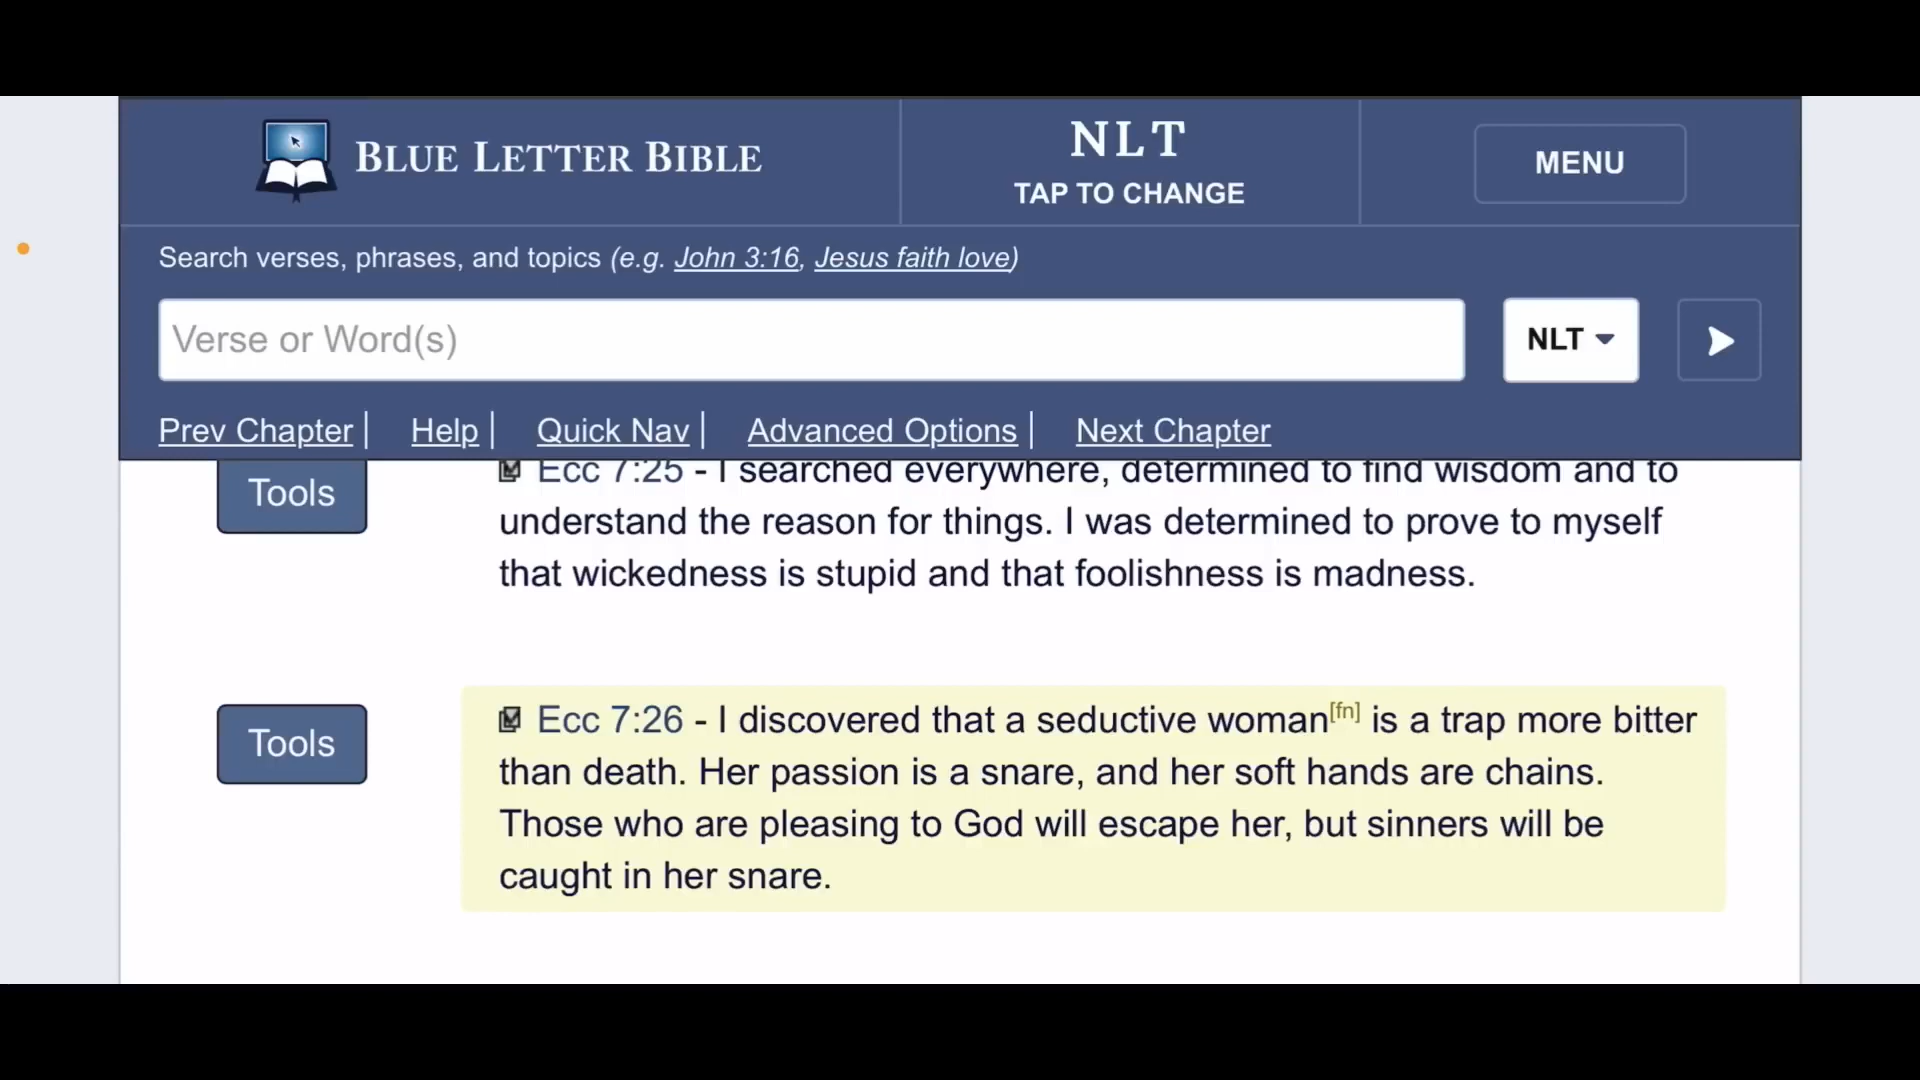 BLUE LETTER BIBLE
NLT
TAP TO CHANGE
MENU
Search verses, phrases, and topics (e.g. John 3:16, Jesus faith love)
Verse or Word(s)
NLT
Prev Chapter | Help | Quick Nav | Advanced Options | Next Chapter
Tools
Ecc 7:25 - I searched everywhere, determined to find wisdom and to
understand the reason for things. I was determined to prove to myself
that wickedness is stupid and that foolishness is madness.
Tools
Ecc 7:26 - I discovered that a seductive woman[fn] is a trap more bitter
than death. Her passion is a snare, and her soft hands are chains.
Those who are pleasing to God will escape her, but sinners will be
caught in her snare.